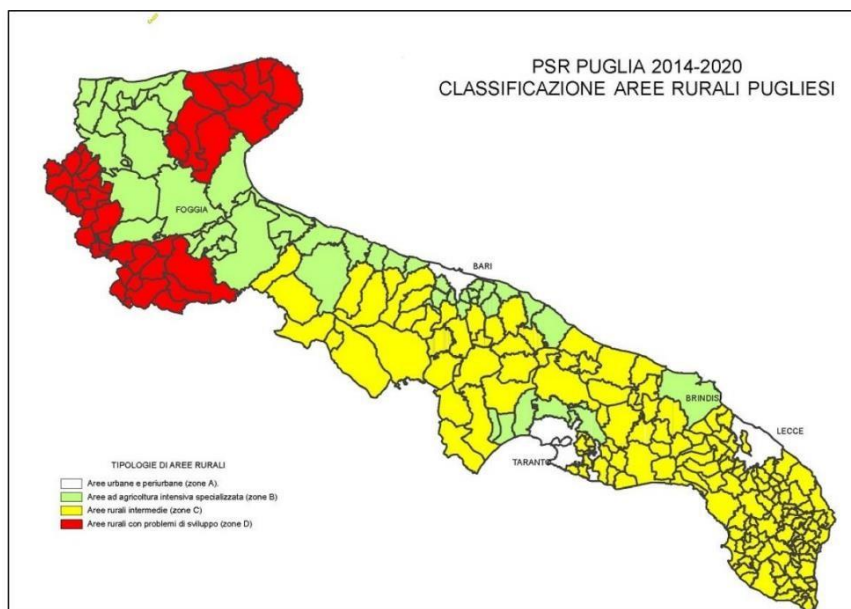 PSR PUGLIA 2014-2020
CLASSIFICAZIONE AREE RURALI PUGLIESI
FOGGIA
BARI
BRINDIS
LECCE
TARANTO
TIPOLOGIE DI AREE RURALI
Aree urbane e periurbane (zone A).
Aree ad agricoltura intensiva specializzata (zone B)
Aree rurali intermedie (zone C)
Aree rurali con problemi di sviluppo (zone D)